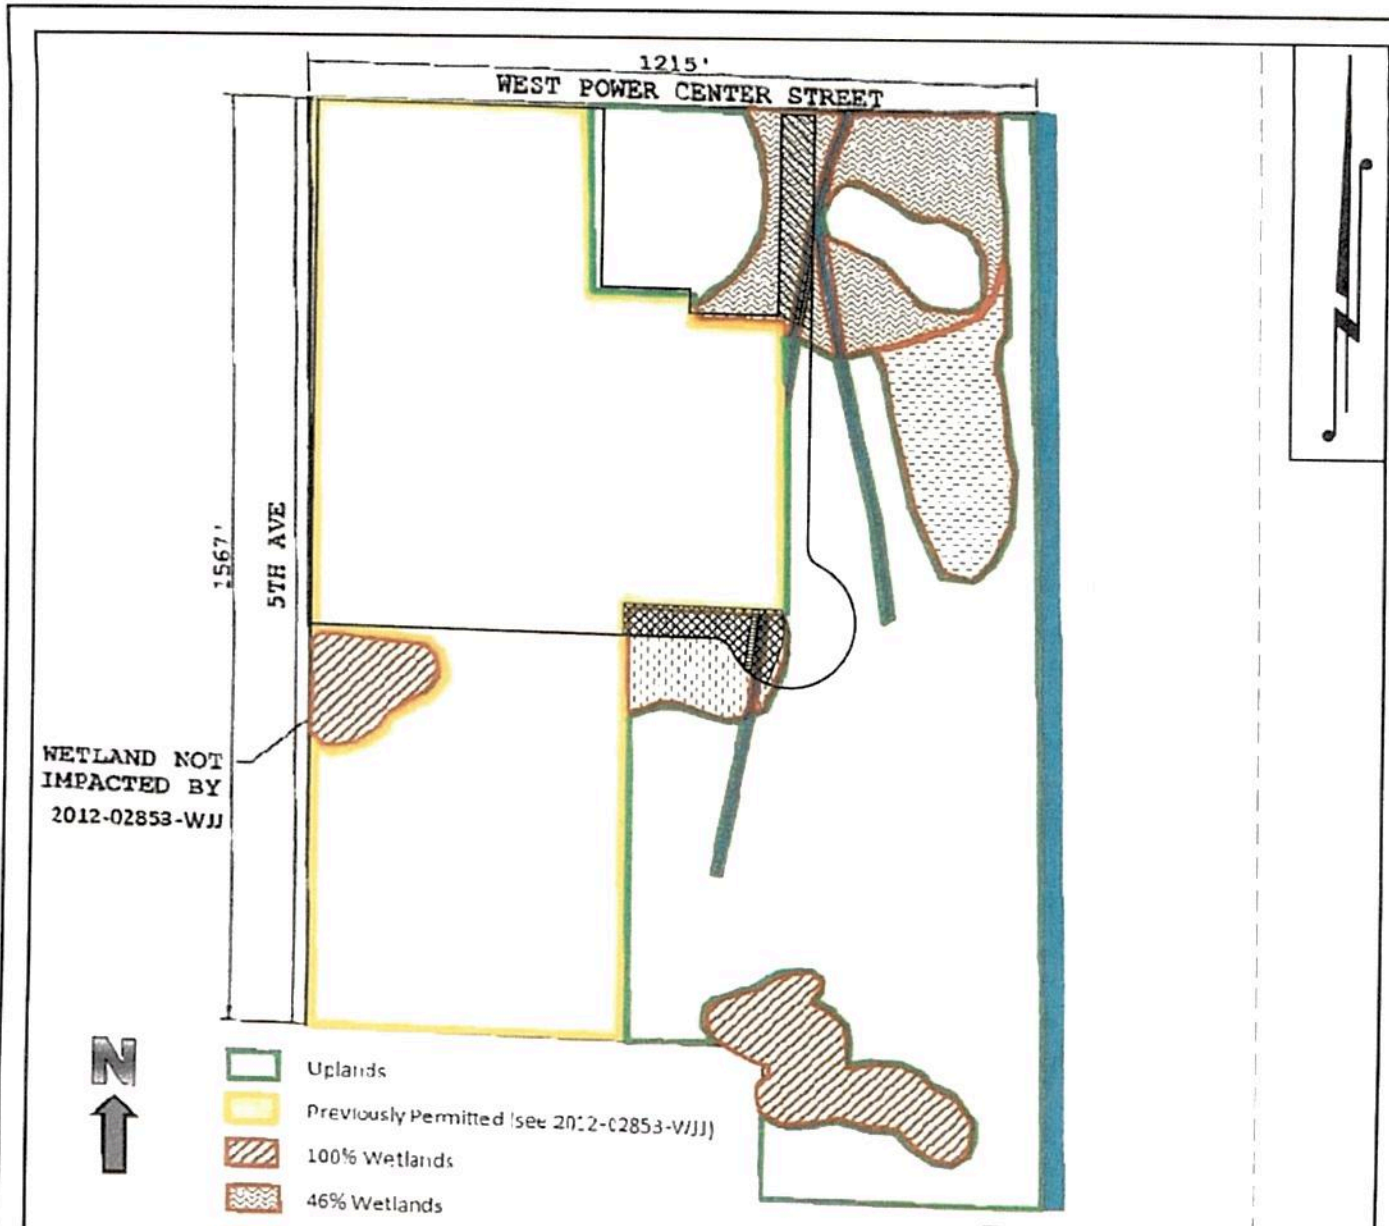 1215'
WEST POWER CENTER STREET
1567'
5TH AVE
WETLAND NOT
IMPACTED BY
2012-02853-WJJ
N
Uplands
Previously Permitted (see 2012-02853-WJJ)
100% Wetlands
46% Wetlands